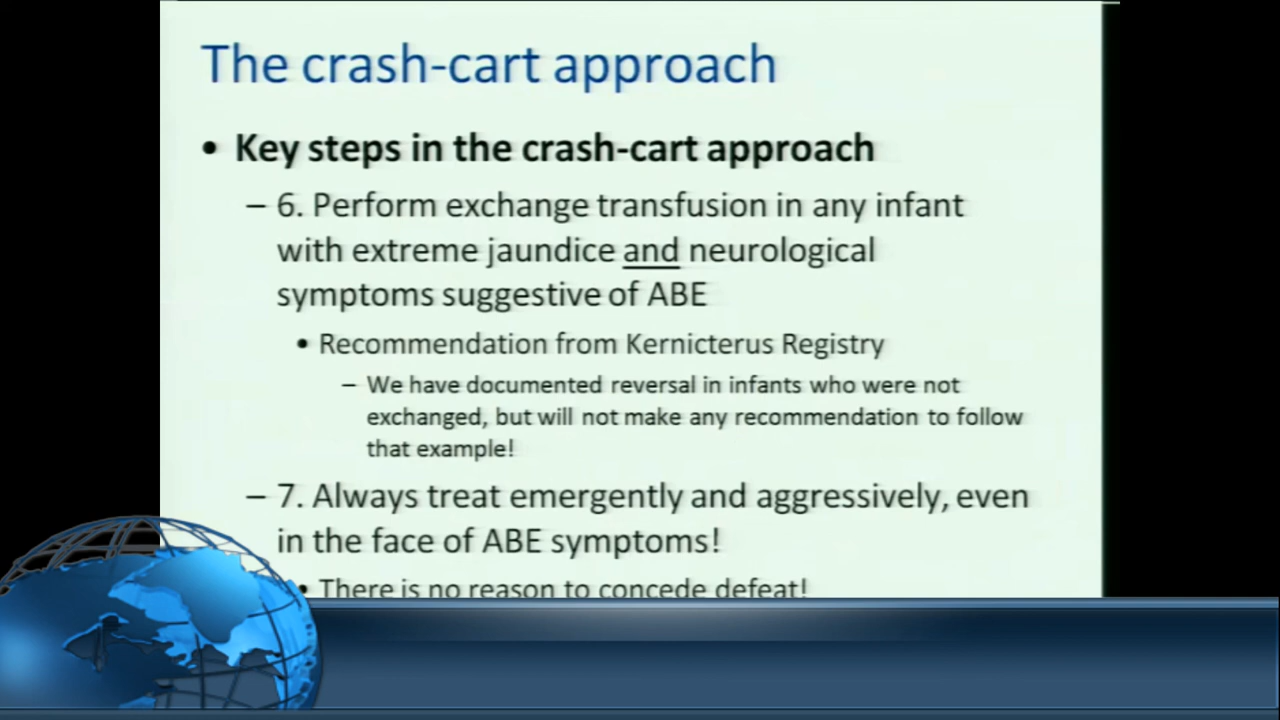 The crash-cart approach
• Key steps in the crash-cart approach
– 6. Perform exchange transfusion in any infant
with extreme jaundice and neurological
symptoms suggestive of ABE
• Recommendation from Kernicterus Registry
– We have documented reversal in infants who were not
exchanged, but will not make any recommendation to follow
that example!
– 7. Always treat emergently and aggressively, even
in the face of ABE symptoms!
• There is no reason to concede defeat!